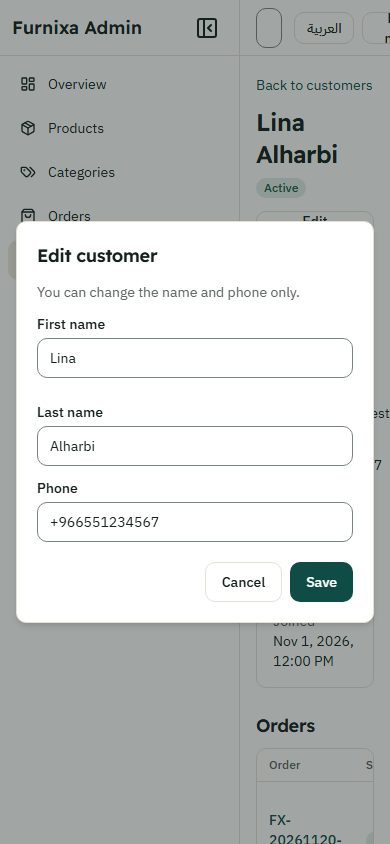 Furnixa Admin
العربية
Overview
Products
Categories
Orders
Back to customers
Lina
Alharbi
Active
Edit
Edit customer
You can change the name and phone only.
First name
Lina
Last name
Alharbi
Phone
+966551234567
Cancel
Save
est
7
Joined
Nov 1, 2026,
12:00 PM
Orders
Order
S
FX-
20261120-